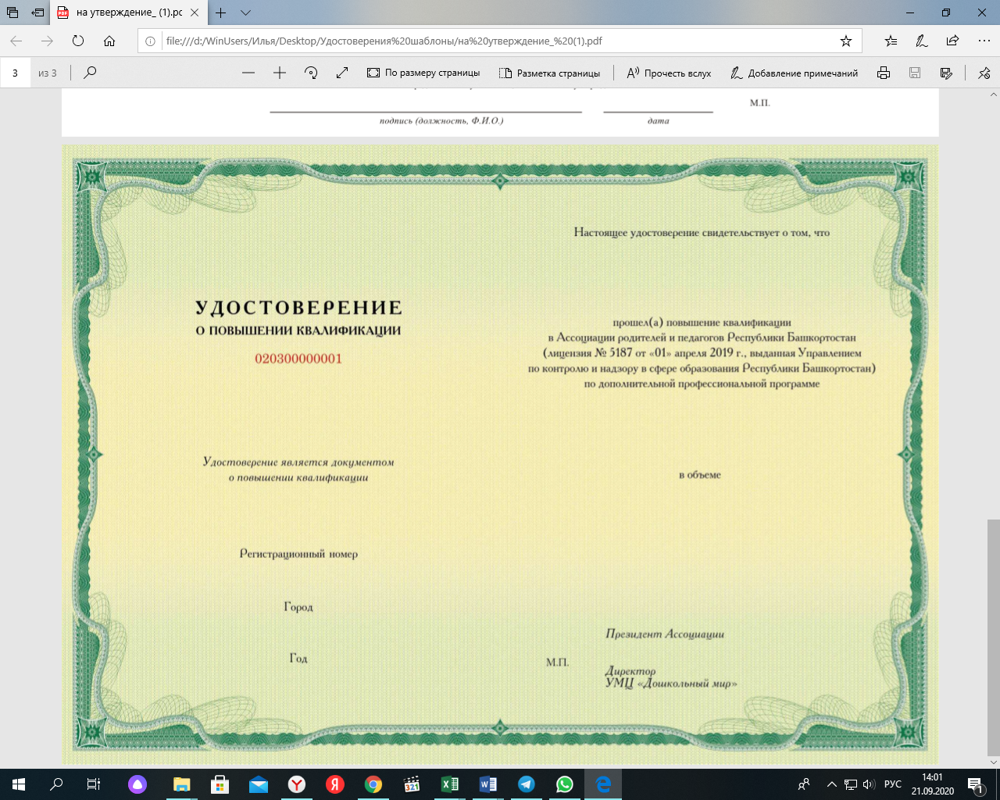 на утверждение_ (1).pc
file:///d:/WinUsers/Илья/Desktop/Удостоверения%20шаблоны/на%20утверждение_%20(1).pdf
3 из 3
По размеру страницы
Разметка страницы
Прочесть вслух
Добавление примечаний
М.П.
подпись (должность, Ф.И.О.)
дата
УДОСТОВЕРЕНИЕ
О ПОВЫШЕНИИ КВАЛИФИКАЦИИ
020300000001
Удостоверение является документом
о повышении квалификации
Регистрационный номер
Город
Год
Настоящее удостоверение свидетельствует о том, что
прошел(а) повышение квалификации
в Ассоциации родителей и педагогов Республики Башкортостан
(лицензия № 5187 от «01» апреля 2019 г., выданная Управлением
по контролю и надзору в сфере образования Республики Башкортостан)
по дополнительной профессиональной программе
в объеме
Президент Ассоциации
М.П.
Директор
УМЦ «Дошкольный мир»
321
РУС
14:01
21.09.2020
1